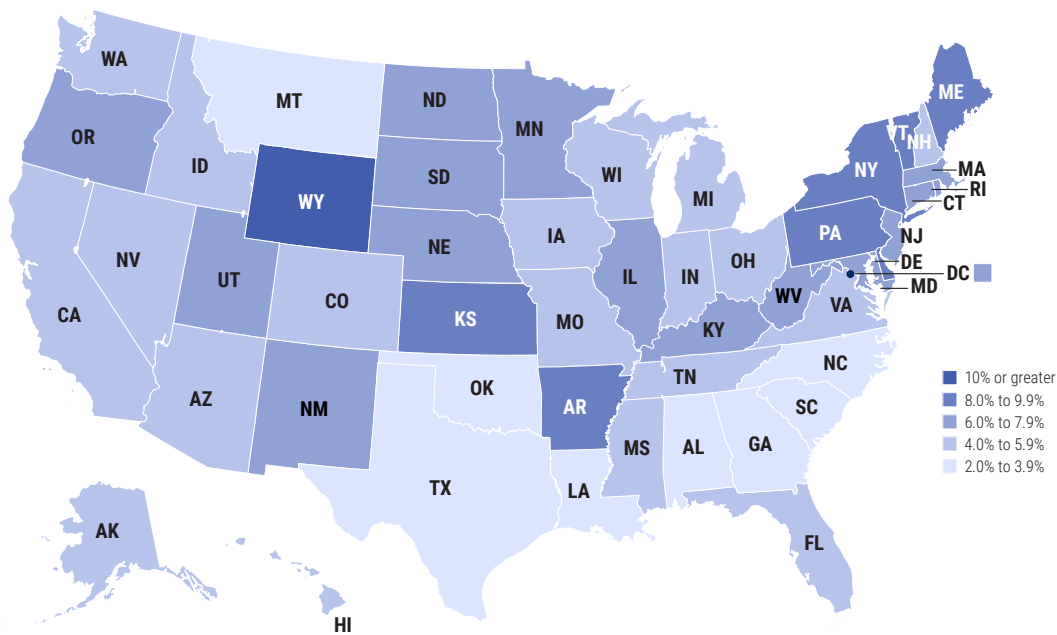 WA
MT
ND
MN
ME
VT
NH
OR
ID
WY
SD
WI
MI
NY
MA
RI
CT
NV
UT
NE
IA
PA
NJ
CA
CO
KS
IL
IN
OH
DE
DC
MD
WV
VA
MO
KY
AZ
NM
OK
AR
TN
NC
SC
TX
LA
MS
AL
GA
FL
AK
HI
10% or greater
8.0% to 9.9%
6.0% to 7.9%
4.0% to 5.9%
2.0% to 3.9%